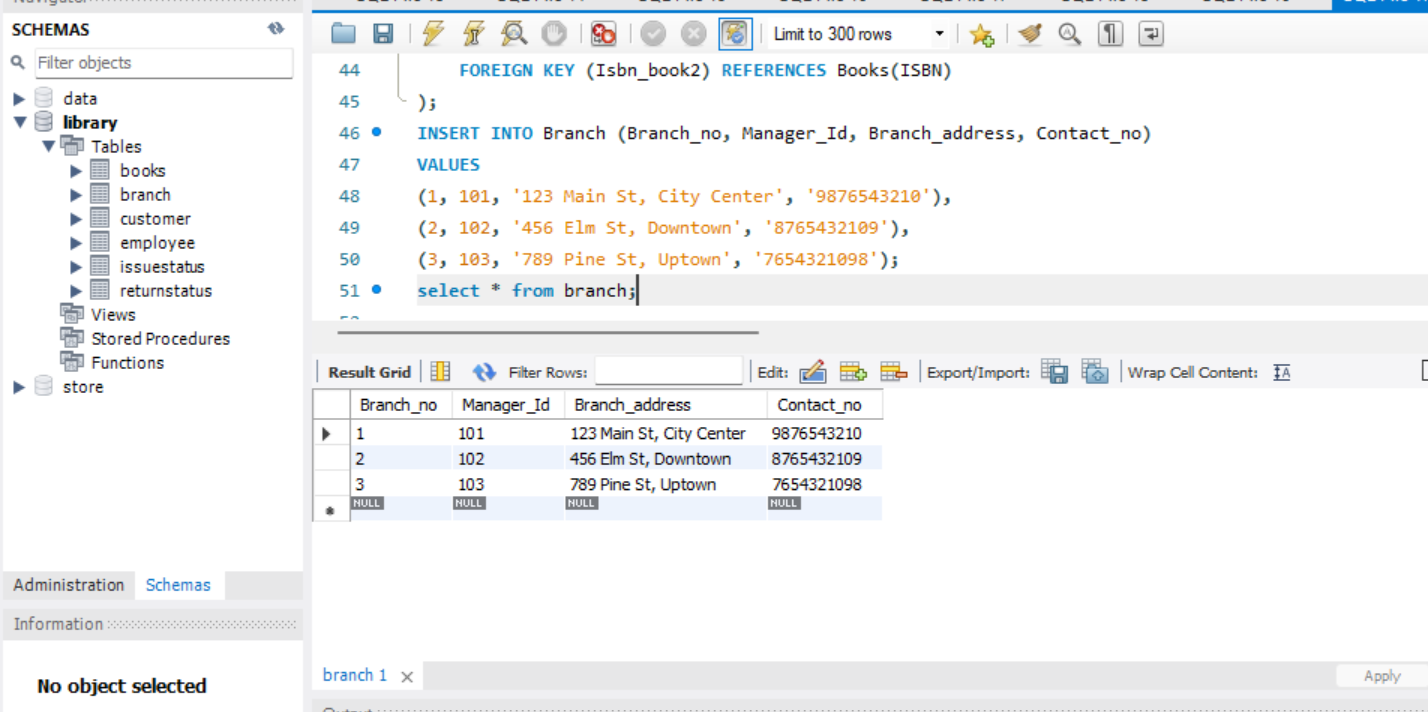 SCHEMAS
Filter objects
data
library
Tables
books
branch
customer
employee
issuestatus
returnstatus
Views
Stored Procedures
Functions
store
Administration Schemas
Information
No object selected
Limit to 300 rows
44 FOREIGN KEY (Isbn_book2) REFERENCES Books(ISBN)
45 );
46 INSERT INTO Branch (Branch_no, Manager_Id, Branch_address, Contact_no)
47 VALUES
48 (1, 101, '123 Main St, City Center', '9876543210'),
49 (2, 102, '456 Elm St, Downtown', '8765432109'),
50 (3, 103, '789 Pine St, Uptown', '7654321098');
51 select * from branch;
Result Grid Filter Rows: Edit: Export/Import: Wrap Cell Content: IA
Branch_no Manager_Id Branch_address Contact_no
1 101 123 Main St, City Center 9876543210
2 102 456 Elm St, Downtown 8765432109
3 103 789 Pine St, Uptown 7654321098
NULL NULL NULL NULL
branch 1
Apply